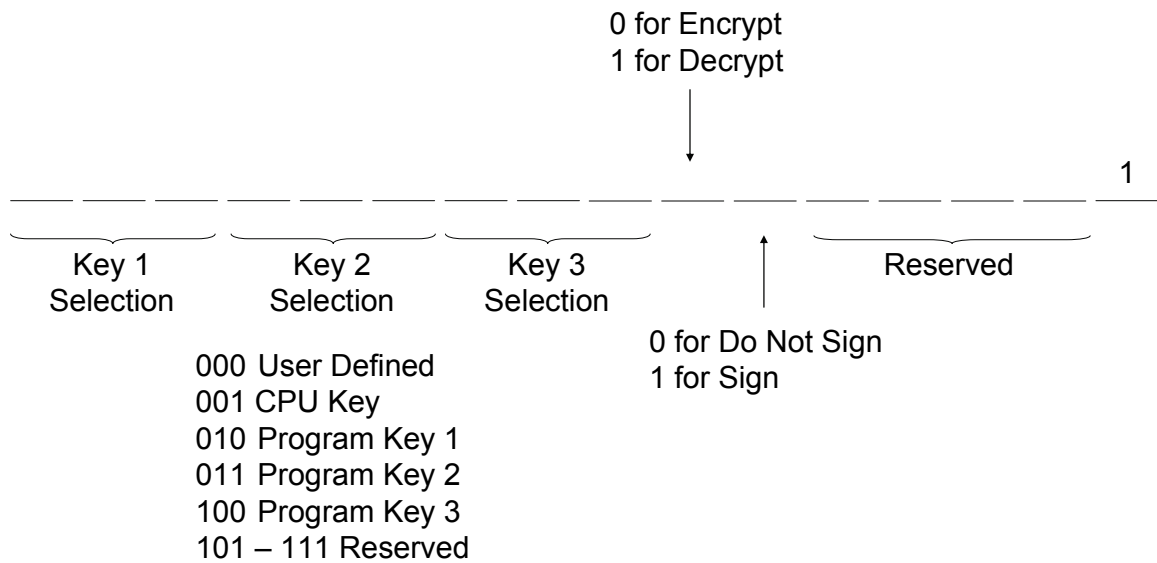 0 for Encrypt
1 for Decrypt
1
Key 1
Selection
Key 2
Selection
Key 3
Selection
Reserved
0 for Do Not Sign
1 for Sign
000 User Defined
001 CPU Key
010 Program Key 1
011 Program Key 2
100 Program Key 3
101 – 111 Reserved